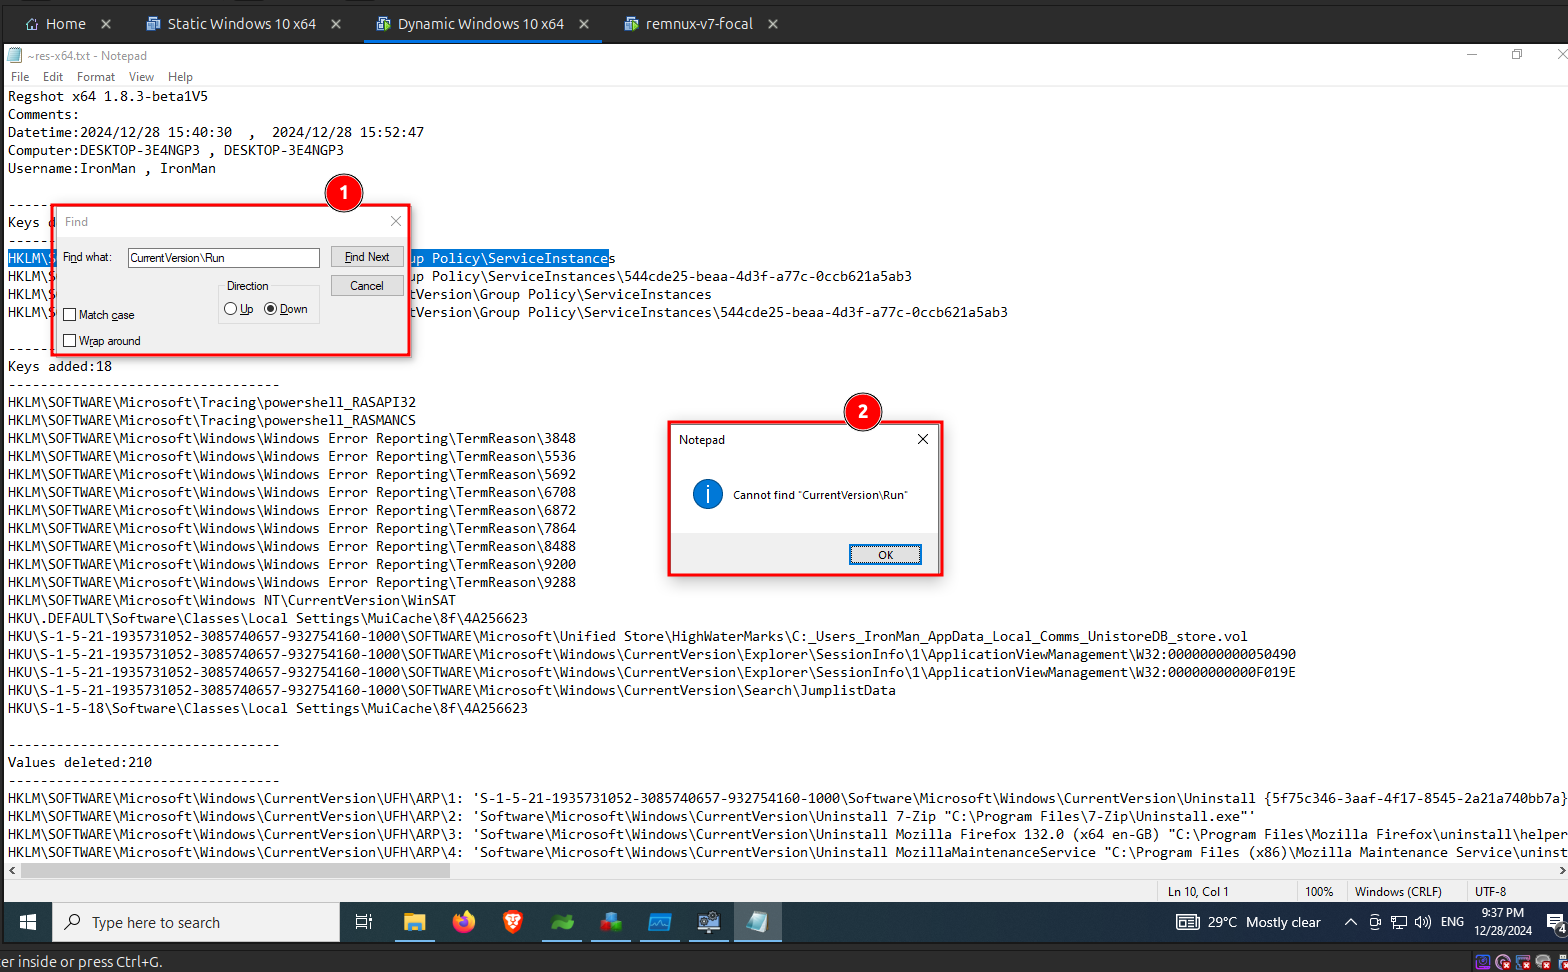 Home
Static Windows 10 x64
Dynamic Windows 10 x64
remnux-v7-focal
~res-x64.txt - Notepad
File Edit Format View Help
Regshot x64 1.8.3-beta1V5
Comments:
Datetime:2024/12/28 15:40:30 , 2024/12/28 15:52:47
Computer:DESKTOP-3E4NGP3 , DESKTOP-3E4NGP3
Username:IronMan , IronMan
1
-----
Keys d
-----
Find
Find what: CurrentVersion\Run Find Next
Cancel
Direction
Up Down
Match case
Wrap around
HKLM\S up Policy\ServiceInstances
HKLM\S up Policy\ServiceInstances\544cde25-beaa-4d3f-a77c-0ccb621a5ab3
HKLM\S tVersion\Group Policy\ServiceInstances
HKLM\S tVersion\Group Policy\ServiceInstances\544cde25-beaa-4d3f-a77c-0ccb621a5ab3
-----
Keys added:18
----------------------------------
HKLM\SOFTWARE\Microsoft\Tracing\powershell_RASAPI32
HKLM\SOFTWARE\Microsoft\Tracing\powershell_RASMANCS
HKLM\SOFTWARE\Microsoft\Windows\Windows Error Reporting\TermReason\3848
HKLM\SOFTWARE\Microsoft\Windows\Windows Error Reporting\TermReason\5536
HKLM\SOFTWARE\Microsoft\Windows\Windows Error Reporting\TermReason\5692
HKLM\SOFTWARE\Microsoft\Windows\Windows Error Reporting\TermReason\6708
HKLM\SOFTWARE\Microsoft\Windows\Windows Error Reporting\TermReason\6872
HKLM\SOFTWARE\Microsoft\Windows\Windows Error Reporting\TermReason\7864
HKLM\SOFTWARE\Microsoft\Windows\Windows Error Reporting\TermReason\8488
HKLM\SOFTWARE\Microsoft\Windows\Windows Error Reporting\TermReason\9200
HKLM\SOFTWARE\Microsoft\Windows\Windows Error Reporting\TermReason\9288
HKLM\SOFTWARE\Microsoft\Windows NT\CurrentVersion\WinSAT
HKU\.DEFAULT\Software\Classes\Local Settings\MuiCache\8f\4A256623
HKU\S-1-5-21-1935731052-3085740657-932754160-1000\SOFTWARE\Microsoft\Unified Store\HighWaterMarks\C:_Users_IronMan_AppData_Local_Comms_UnistoreDB_store.vol
HKU\S-1-5-21-1935731052-3085740657-932754160-1000\SOFTWARE\Microsoft\Windows\CurrentVersion\Explorer\SessionInfo\1\ApplicationViewManagement\W32:0000000000050490
HKU\S-1-5-21-1935731052-3085740657-932754160-1000\SOFTWARE\Microsoft\Windows\CurrentVersion\Explorer\SessionInfo\1\ApplicationViewManagement\W32:00000000000F019E
HKU\S-1-5-21-1935731052-3085740657-932754160-1000\SOFTWARE\Microsoft\Windows\CurrentVersion\Search\JumplistData
HKU\S-1-5-18\Software\Classes\Local Settings\MuiCache\8f\4A256623
2
Notepad
Cannot find "CurrentVersion\Run"
OK
----------------------------------
Values deleted:210
----------------------------------
HKLM\SOFTWARE\Microsoft\Windows\CurrentVersion\UFH\ARP\1: 'S-1-5-21-1935731052-3085740657-932754160-1000\Software\Microsoft\Windows\CurrentVersion\Uninstall {5f75c346-3aaf-4f17-8545-2a21a740bb7a}
HKLM\SOFTWARE\Microsoft\Windows\CurrentVersion\UFH\ARP\2: 'Software\Microsoft\Windows\CurrentVersion\Uninstall 7-Zip "C:\Program Files\7-Zip\Uninstall.exe"'
HKLM\SOFTWARE\Microsoft\Windows\CurrentVersion\UFH\ARP\3: 'Software\Microsoft\Windows\CurrentVersion\Uninstall Mozilla Firefox 132.0 (x64 en-GB) "C:\Program Files\Mozilla Firefox\uninstall\helper
HKLM\SOFTWARE\Microsoft\Windows\CurrentVersion\UFH\ARP\4: 'Software\Microsoft\Windows\CurrentVersion\Uninstall MozillaMaintenanceService "C:\Program Files (x86)\Mozilla Maintenance Service\uninst
Ln 10, Col 1 100% Windows (CRLF) UTF-8
Type here to search
29°C Mostly clear
ENG
9:37 PM
12/28/2024
4
er inside or press Ctrl+G.